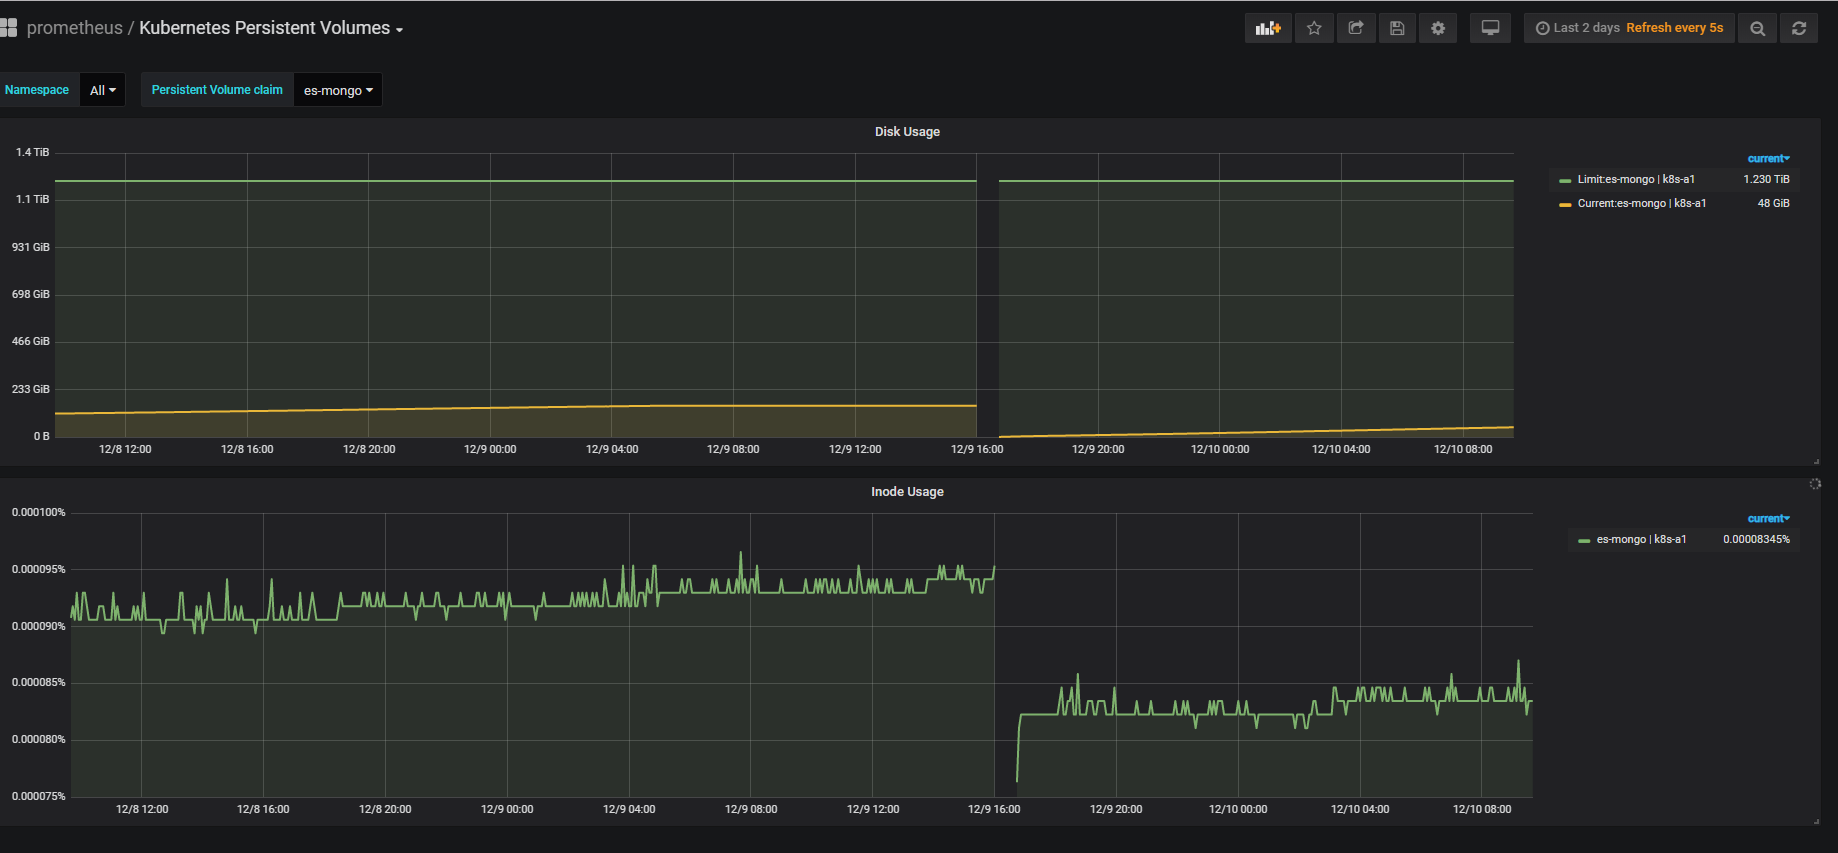 prometheus / Kubernetes Persistent Volumes
Last 2 days Refresh every 5s
Namespace All Persistent Volume claim es-mongo
Disk Usage
1.4 TiB
1.1 TiB
931 GiB
698 GiB
466 GiB
233 GiB
0 B
12/8 12:00 12/8 16:00 12/8 20:00 12/9 00:00 12/9 04:00 12/9 08:00 12/9 12:00 12/9 16:00 12/9 20:00 12/10 00:00 12/10 04:00 12/10 08:00
current
Limit:es-mongo | k8s-a1 1.230 TiB
Current:es-mongo | k8s-a1 48 GiB
Inode Usage
0.000100%
0.000095%
0.000090%
0.000085%
0.000080%
0.000075%
12/8 12:00 12/8 16:00 12/8 20:00 12/9 00:00 12/9 04:00 12/9 08:00 12/9 12:00 12/9 16:00 12/9 20:00 12/10 00:00 12/10 04:00 12/10 08:00
current
es-mongo | k8s-a1 0.00008345%